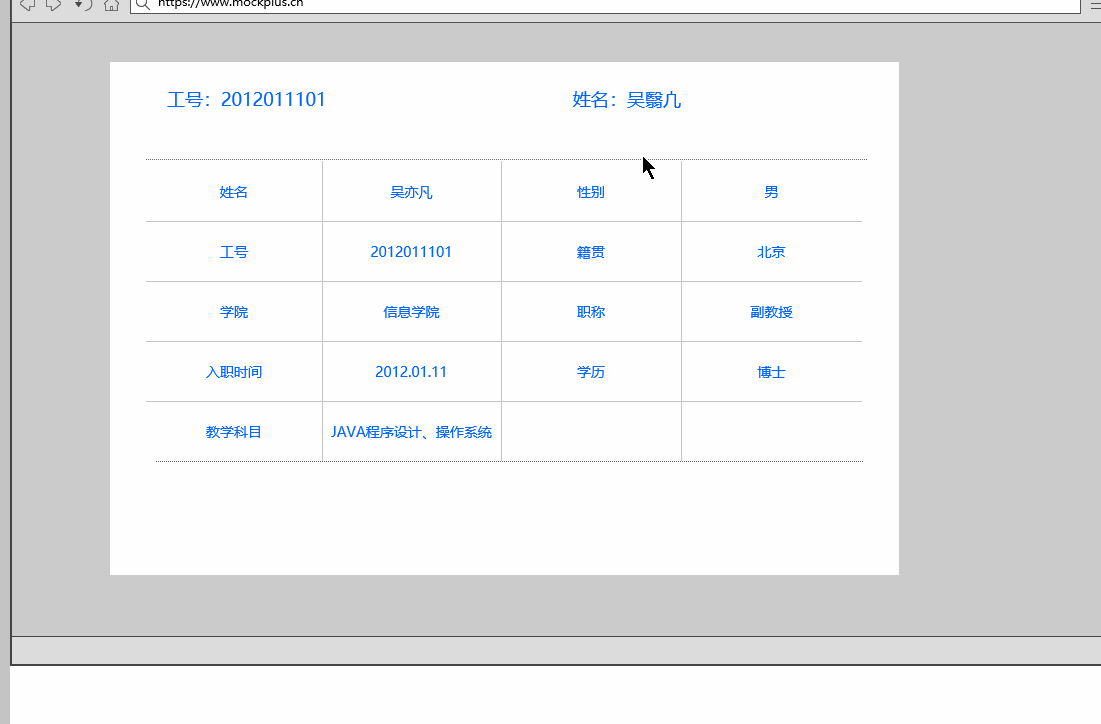 https://www.mockplus.cn
工号：2012011101 姓名：吴翳凣
姓名 吴亦凡 性别 男
工号 2012011101 籍贯 北京
学院 信息学院 职称 副教授
入职时间 2012.01.11 学历 博士
教学科目 JAVA程序设计、操作系统